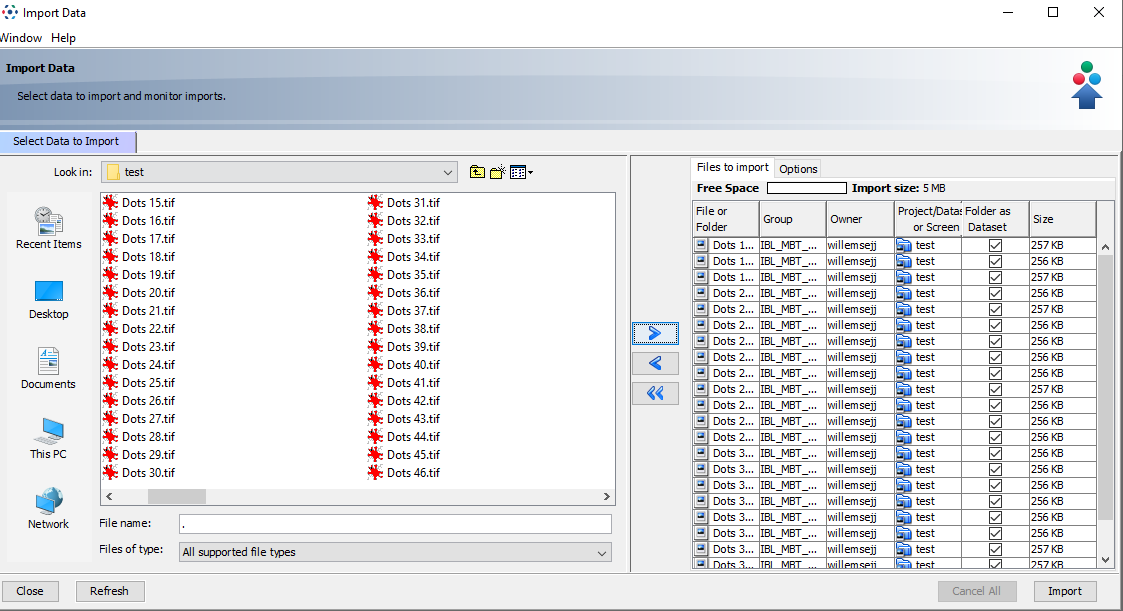 Import Data
Window Help
Import Data
Select data to import and monitor imports.
Select Data to Import
Look in: test
Recent Items
Desktop
Documents
This PC
Network
Dots 15.tif
Dots 16.tif
Dots 17.tif
Dots 18.tif
Dots 19.tif
Dots 20.tif
Dots 21.tif
Dots 22.tif
Dots 23.tif
Dots 24.tif
Dots 25.tif
Dots 26.tif
Dots 27.tif
Dots 28.tif
Dots 29.tif
Dots 30.tif
Dots 31.tif
Dots 32.tif
Dots 33.tif
Dots 34.tif
Dots 35.tif
Dots 36.tif
Dots 37.tif
Dots 38.tif
Dots 39.tif
Dots 40.tif
Dots 41.tif
Dots 42.tif
Dots 43.tif
Dots 44.tif
Dots 45.tif
Dots 46.tif
File name: .
Files of type: All supported file types
Files to import Options
Free Space Import size: 5 MB
File or Folder Group Owner Project/Datas or Screen Folder as Dataset Size
Dots 1... IBL_MBT_... willemsejj test 257 KB
Dots 1... IBL_MBT_... willemsejj test 256 KB
Dots 1... IBL_MBT_... willemsejj test 257 KB
Dots 2... IBL_MBT_... willemsejj test 256 KB
Dots 2... IBL_MBT_... willemsejj test 257 KB
Dots 2... IBL_MBT_... willemsejj test 256 KB
Dots 2... IBL_MBT_... willemsejj test 256 KB
Dots 2... IBL_MBT_... willemsejj test 256 KB
Dots 2... IBL_MBT_... willemsejj test 256 KB
Dots 2... IBL_MBT_... willemsejj test 257 KB
Dots 2... IBL_MBT_... willemsejj test 256 KB
Dots 2... IBL_MBT_... willemsejj test 256 KB
Dots 2... IBL_MBT_... willemsejj test 256 KB
Dots 3... IBL_MBT_... willemsejj test 256 KB
Dots 3... IBL_MBT_... willemsejj test 256 KB
Dots 3... IBL_MBT_... willemsejj test 256 KB
Dots 3... IBL_MBT_... willemsejj test 256 KB
Dots 3... IBL_MBT_... willemsejj test 256 KB
Dots 3... IBL_MBT_... willemsejj test 256 KB
Dots 3... IBL_MBT_... willemsejj test 257 KB
Dots 3... IBL_MBT_... willemsejj test 257 KB
Close Refresh Cancel All Import